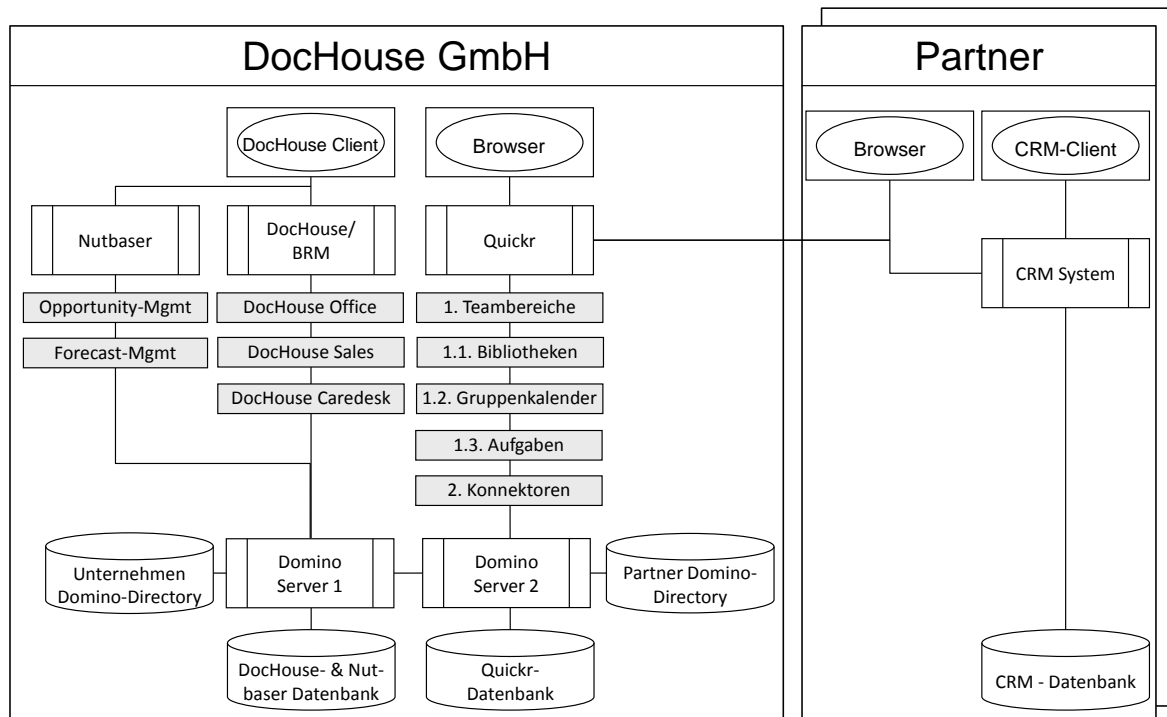 DocHouse GmbH
Partner
DocHouse Client
Browser
Browser
CRM-Client
Nutbaser
DocHouse/
BRM
Quickr
CRM System
Opportunity-Mgmt
DocHouse Office
1. Teambereiche
Forecast-Mgmt
DocHouse Sales
1.1. Bibliotheken
DocHouse Caredesk
1.2. Gruppenkalender
1.3. Aufgaben
2. Konnektoren
Unternehmen
Domino-Directory
Domino
Server 1
Domino
Server 2
Partner Domino-
Directory
DocHouse- & Nut-
baser Datenbank
Quickr-
Datenbank
CRM - Datenbank